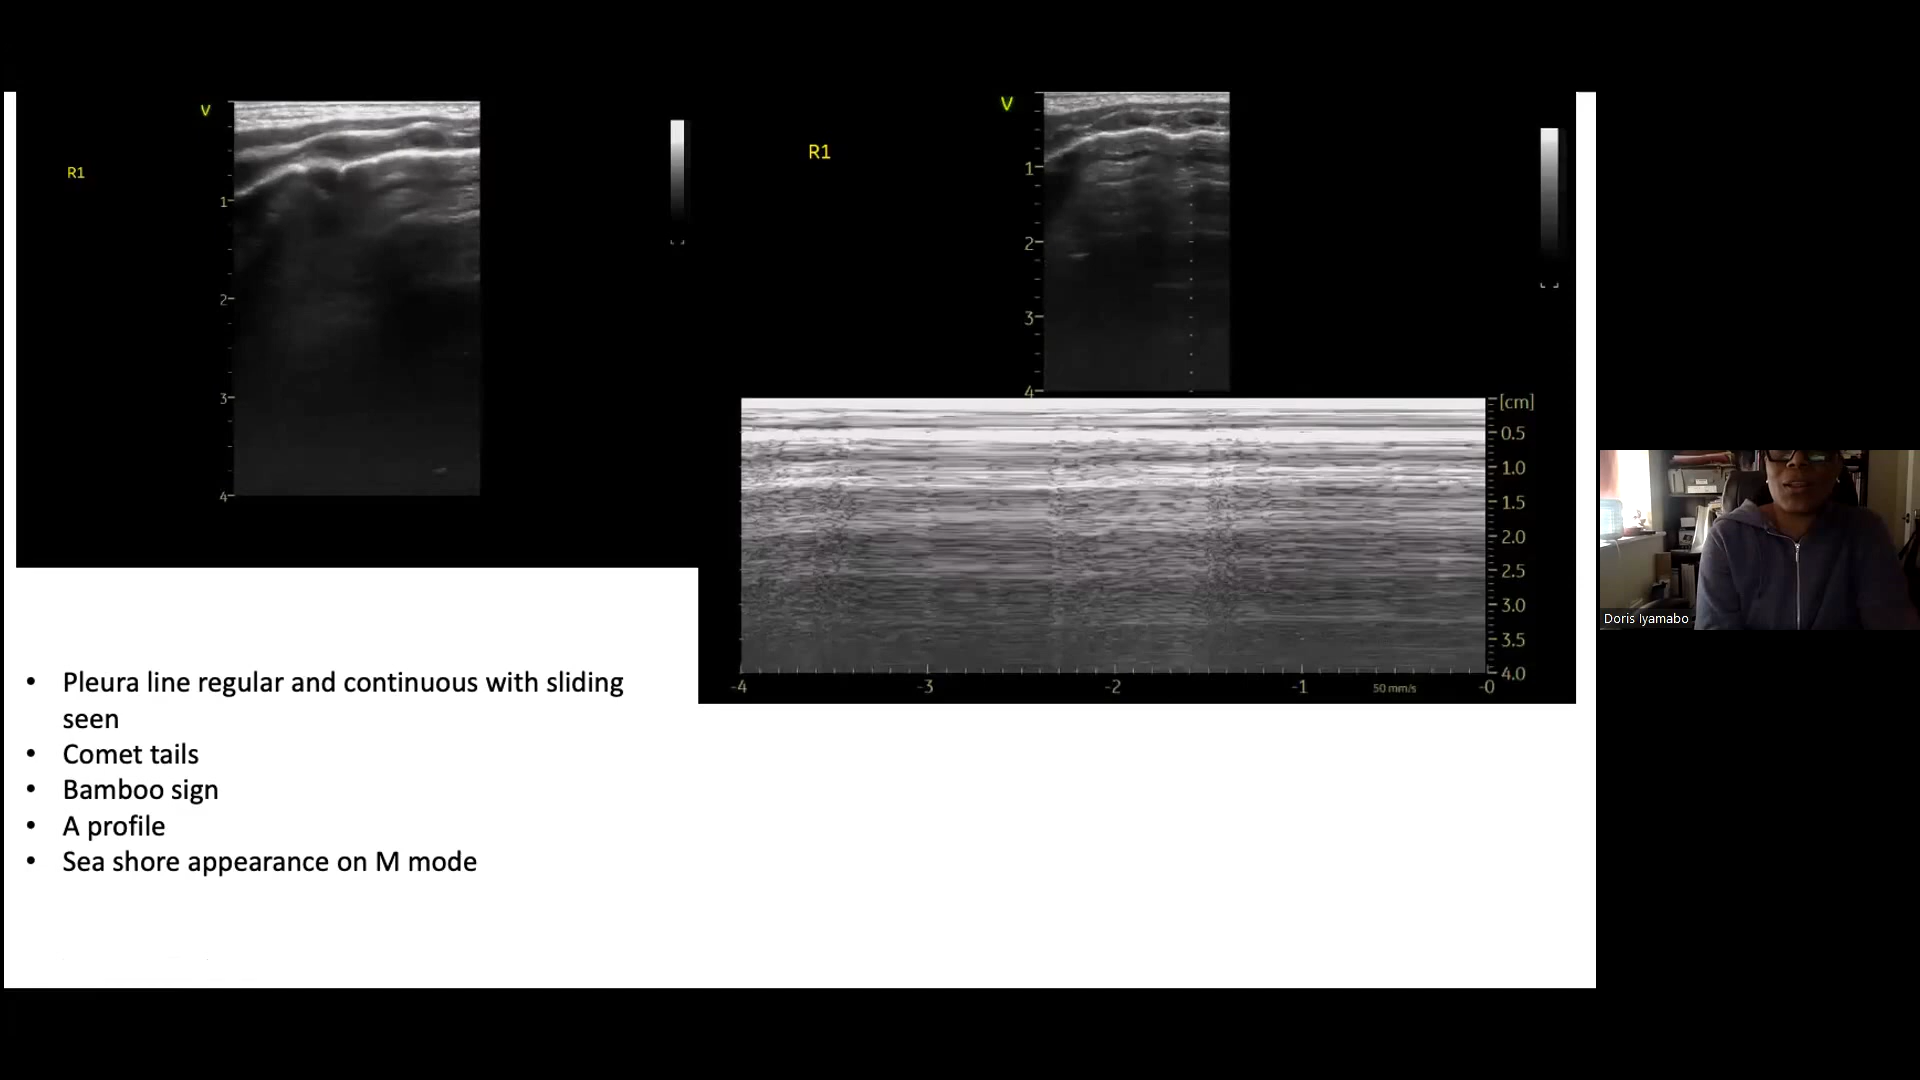 V
R1
1
2
3
4
V
R1
1
2
3
4
[cm]
0.5
1.0
1.5
2.0
2.5
3.0
3.5
4.0
-4 -3 -2 -1 50 mm/s -0
Doris Iyamabo
• Pleura line regular and continuous with sliding
seen
• Comet tails
• Bamboo sign
• A profile
• Sea shore appearance on M mode